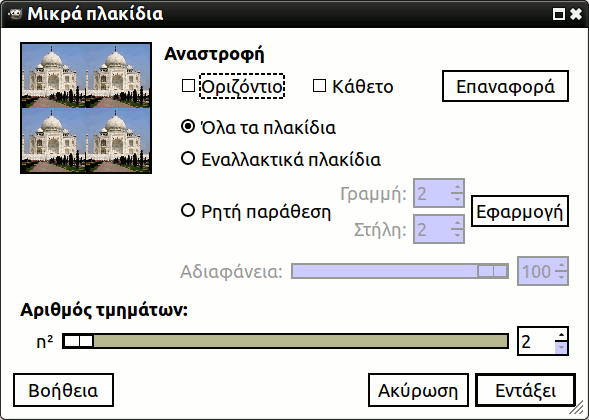 Μικρά πλακίδια
Αναστροφή
Οριζόντιο Κάθετο Επαναφορά
Όλα τα πλακίδια
Εναλλακτικά πλακίδια
Γραμμή: 2
Ρητή παράθεση Εφαρμογή
Στήλη: 2
Αδιαφάνεια: 100
Αριθμός τμημάτων:
n² 2
Βοήθεια Ακύρωση Εντάξει